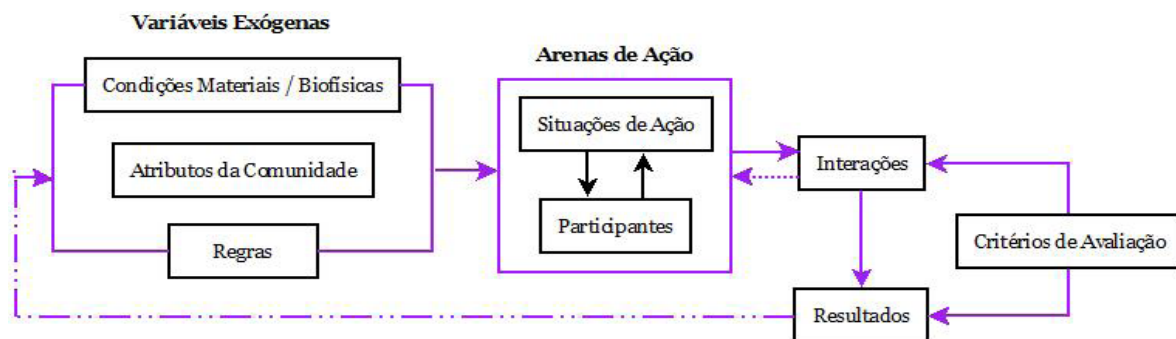 Variáveis Exógenas
Condições Materiais / Biofísicas
Atributos da Comunidade
Regras
Arenas de Ação
Situações de Ação
Participantes
Interações
Resultados
Critérios de Avaliação